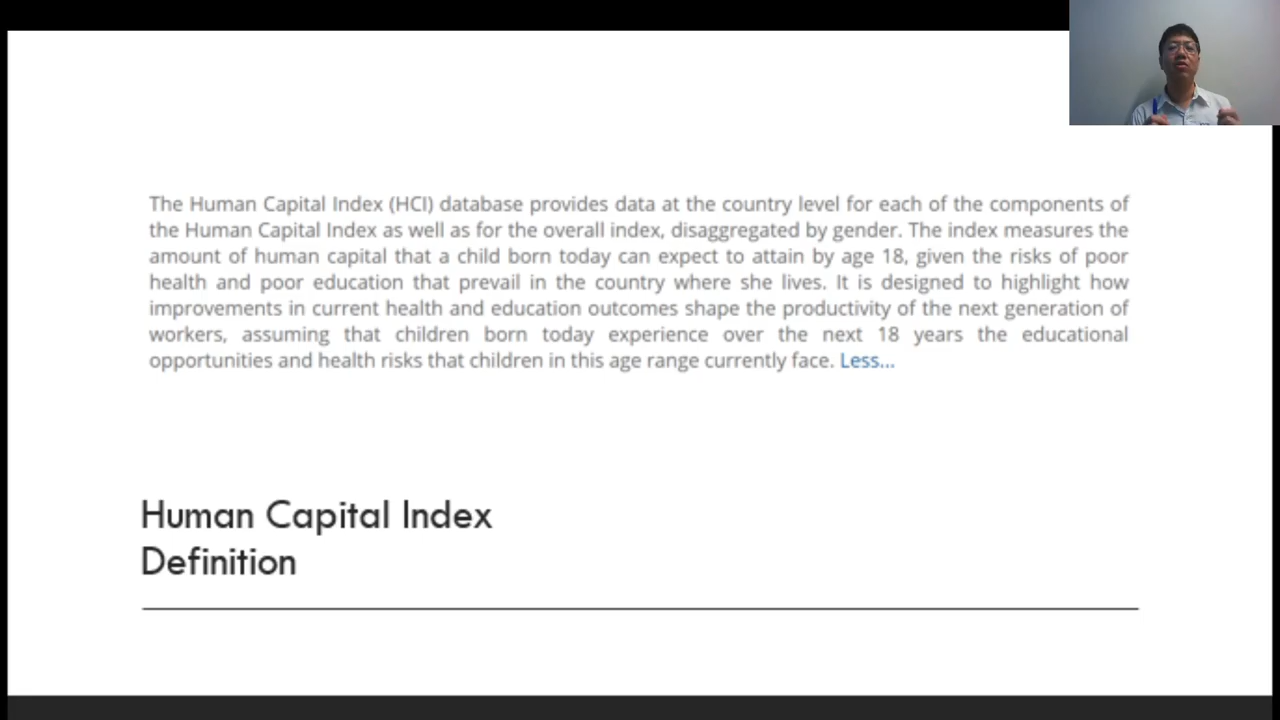 The Human Capital Index (HCI) database provides data at the country level for each of the components of
the Human Capital Index as well as for the overall index, disaggregated by gender. The index measures the
amount of human capital that a child born today can expect to attain by age 18, given the risks of poor
health and poor education that prevail in the country where she lives. It is designed to highlight how
improvements in current health and education outcomes shape the productivity of the next generation of
workers, assuming that children born today experience over the next 18 years the educational
opportunities and health risks that children in this age range currently face. Less...
Human Capital Index
Definition